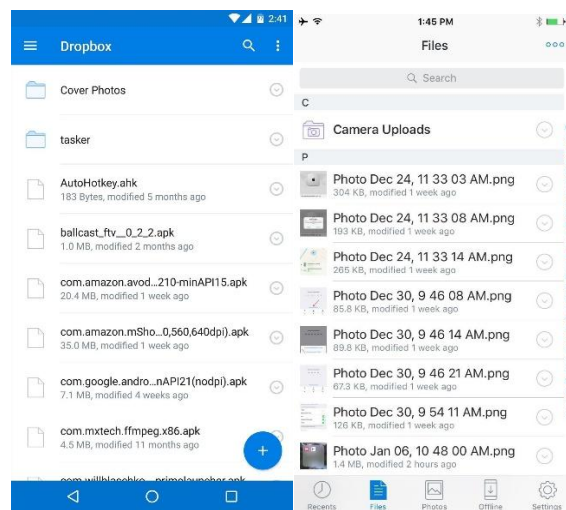 2:41
Dropbox
Cover Photos
tasker
AutoHotkey.ahk
183 Bytes, modified 5 months ago
ballcast_ftv__0_2_2.apk
1.0 MB, modified 2 months ago
com.amazon.avod...210-minAPI15.apk
20.4 MB, modified 1 week ago
com.amazon.mSho...0,560,640dpi).apk
35.0 MB, modified 1 week ago
com.google.andro...nAPI21(nodpi).apk
7.1 MB, modified 4 weeks ago
com.mxtech.ffmpeg.x86.apk
4.5 MB, modified 11 months ago
1:45 PM
Files
Search
C
Camera Uploads
P
Photo Dec 24, 11 33 03 AM.png
304 KB, modified 1 week ago
Photo Dec 24, 11 33 08 AM.png
193 KB, modified 1 week ago
Photo Dec 24, 11 33 14 AM.png
265 KB, modified 1 week ago
Photo Dec 30, 9 46 08 AM.png
85.8 KB, modified 1 week ago
Photo Dec 30, 9 46 14 AM.png
89.8 KB, modified 1 week ago
Photo Dec 30, 9 46 21 AM.png
67.3 KB, modified 1 week ago
Photo Dec 30, 9 54 11 AM.png
126 KB, modified 1 week ago
Photo Jan 06, 10 48 00 AM.png
1.4 MB, modified 2 hours ago
Recents Files Photos Offline Settings